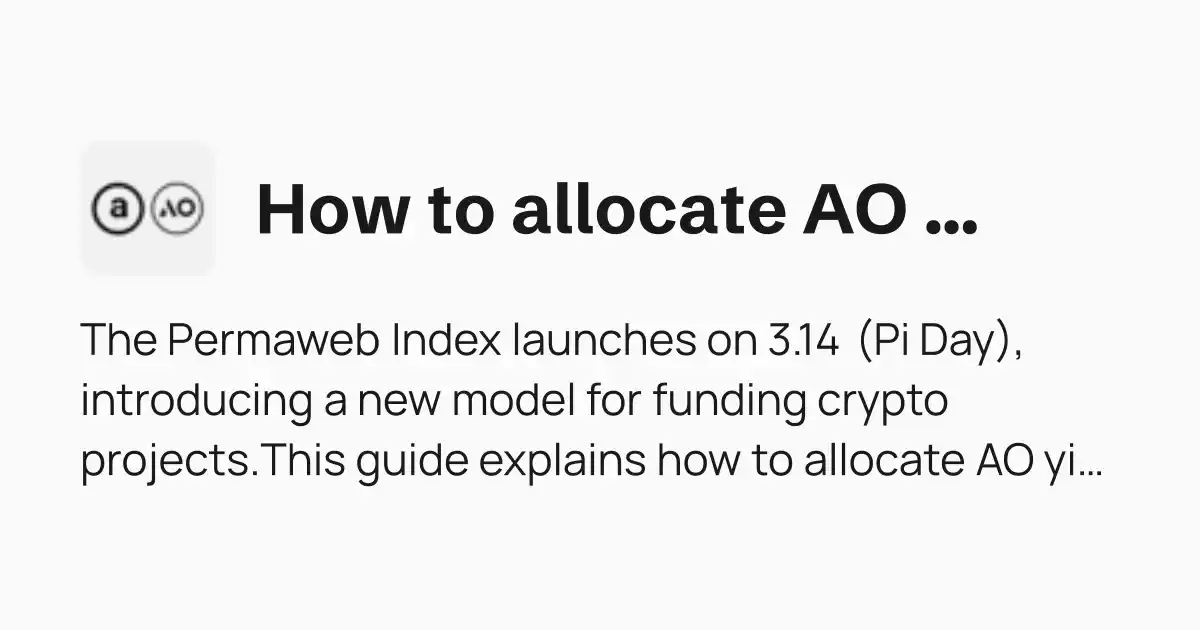 a AO How to allocate AO ...
The Permaweb Index launches on 3.14 (Pi Day),
introducing a new model for funding crypto
projects.This guide explains how to allocate AO yi...